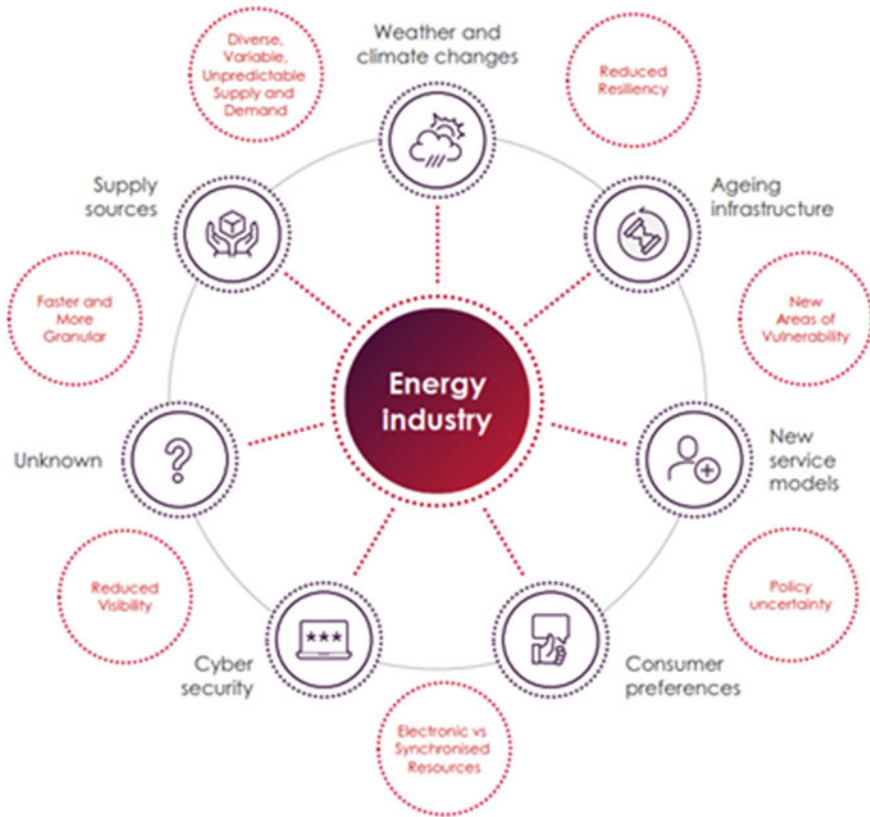 Diverse,
Variable,
Unpredictable
Supply and
Demand
Weather and
climate changes
Reduced
Resiliency
Supply
sources
Ageing
infrastructure
Faster and
More
Granular
New
Areas of
Vulnerability
Energy
industry
Unknown
New
service
models
Reduced
Visibility
Policy
uncertainty
***
Cyber
security
Consumer
preferences
Electronic vs
Synchronised
Resources